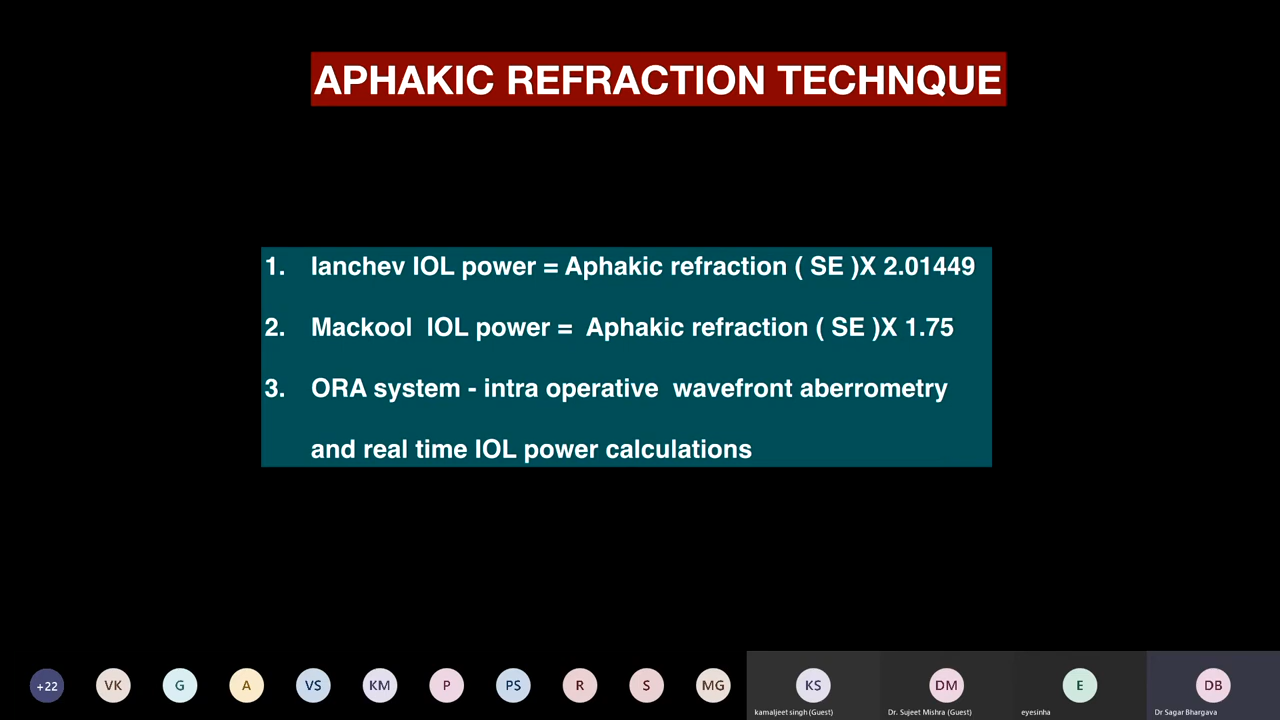 APHAKIC REFRACTION TECHNQUE
1. Ianchev IOL power = Aphakic refraction ( SE )X 2.01449
2. Mackool IOL power = Aphakic refraction ( SE )X 1.75
3. ORA system - intra operative wavefront aberrometry
and real time IOL power calculations
+22 VK G A VS KM P PS R S MG KS DM E DB
kamaljeet singh (Guest) Dr. Sujeet Mishra (Guest) eyesinha Dr Sagar Bhargava